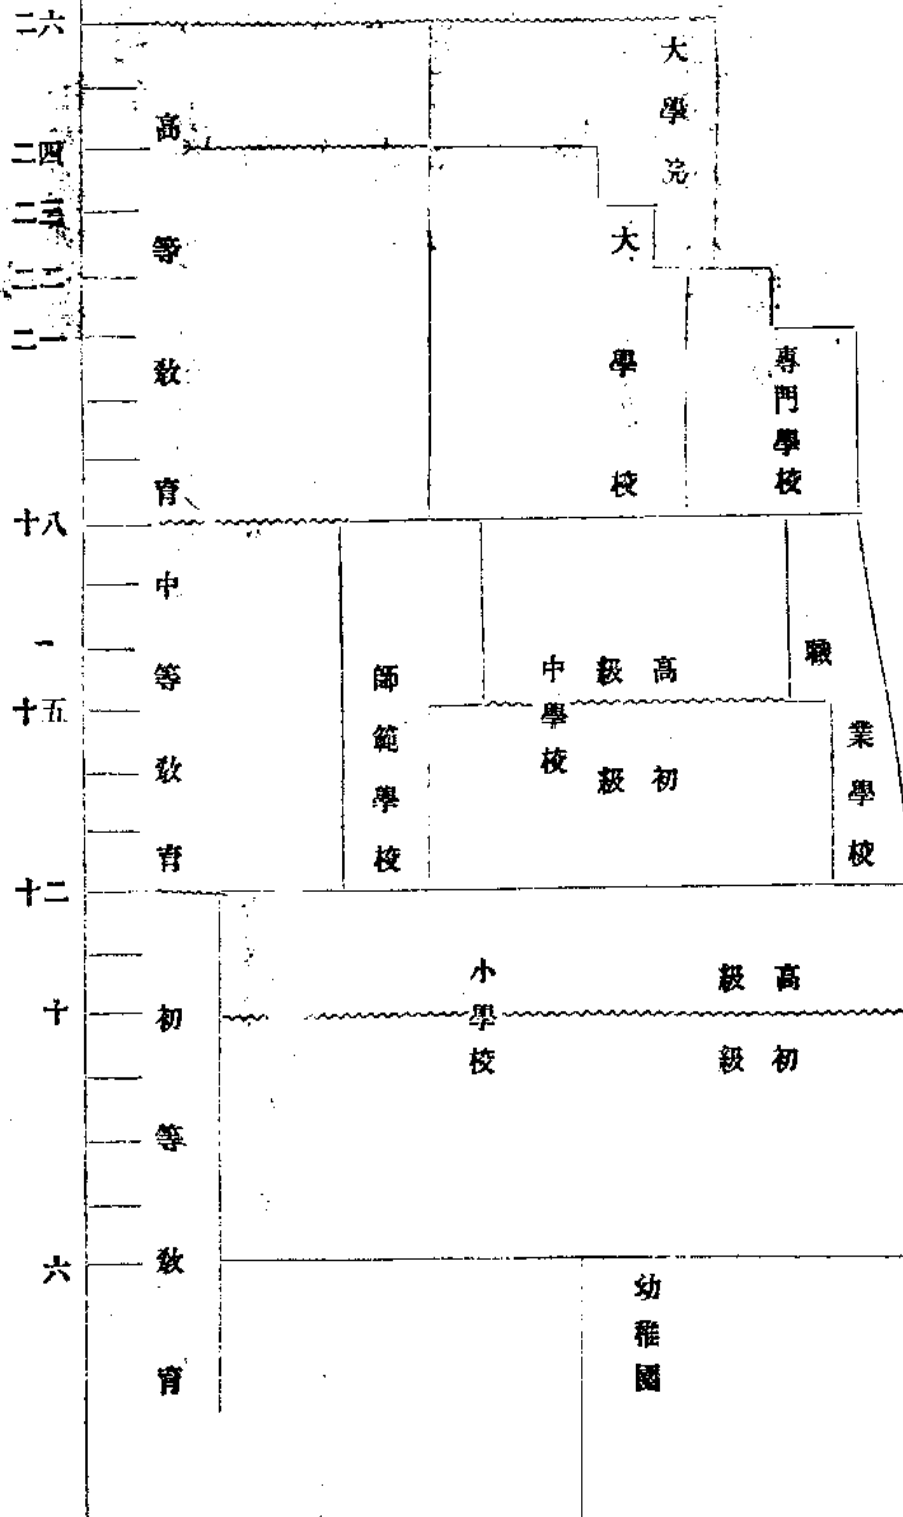 二六
二四
二三
二二
二一
十八
十五
十二
十
六
高等教育
中等教育
初等教育
大學院
大學校
專門學校
師範學校
中學校
高級
初級
職業學校
小學校
高級
初級
幼稚園